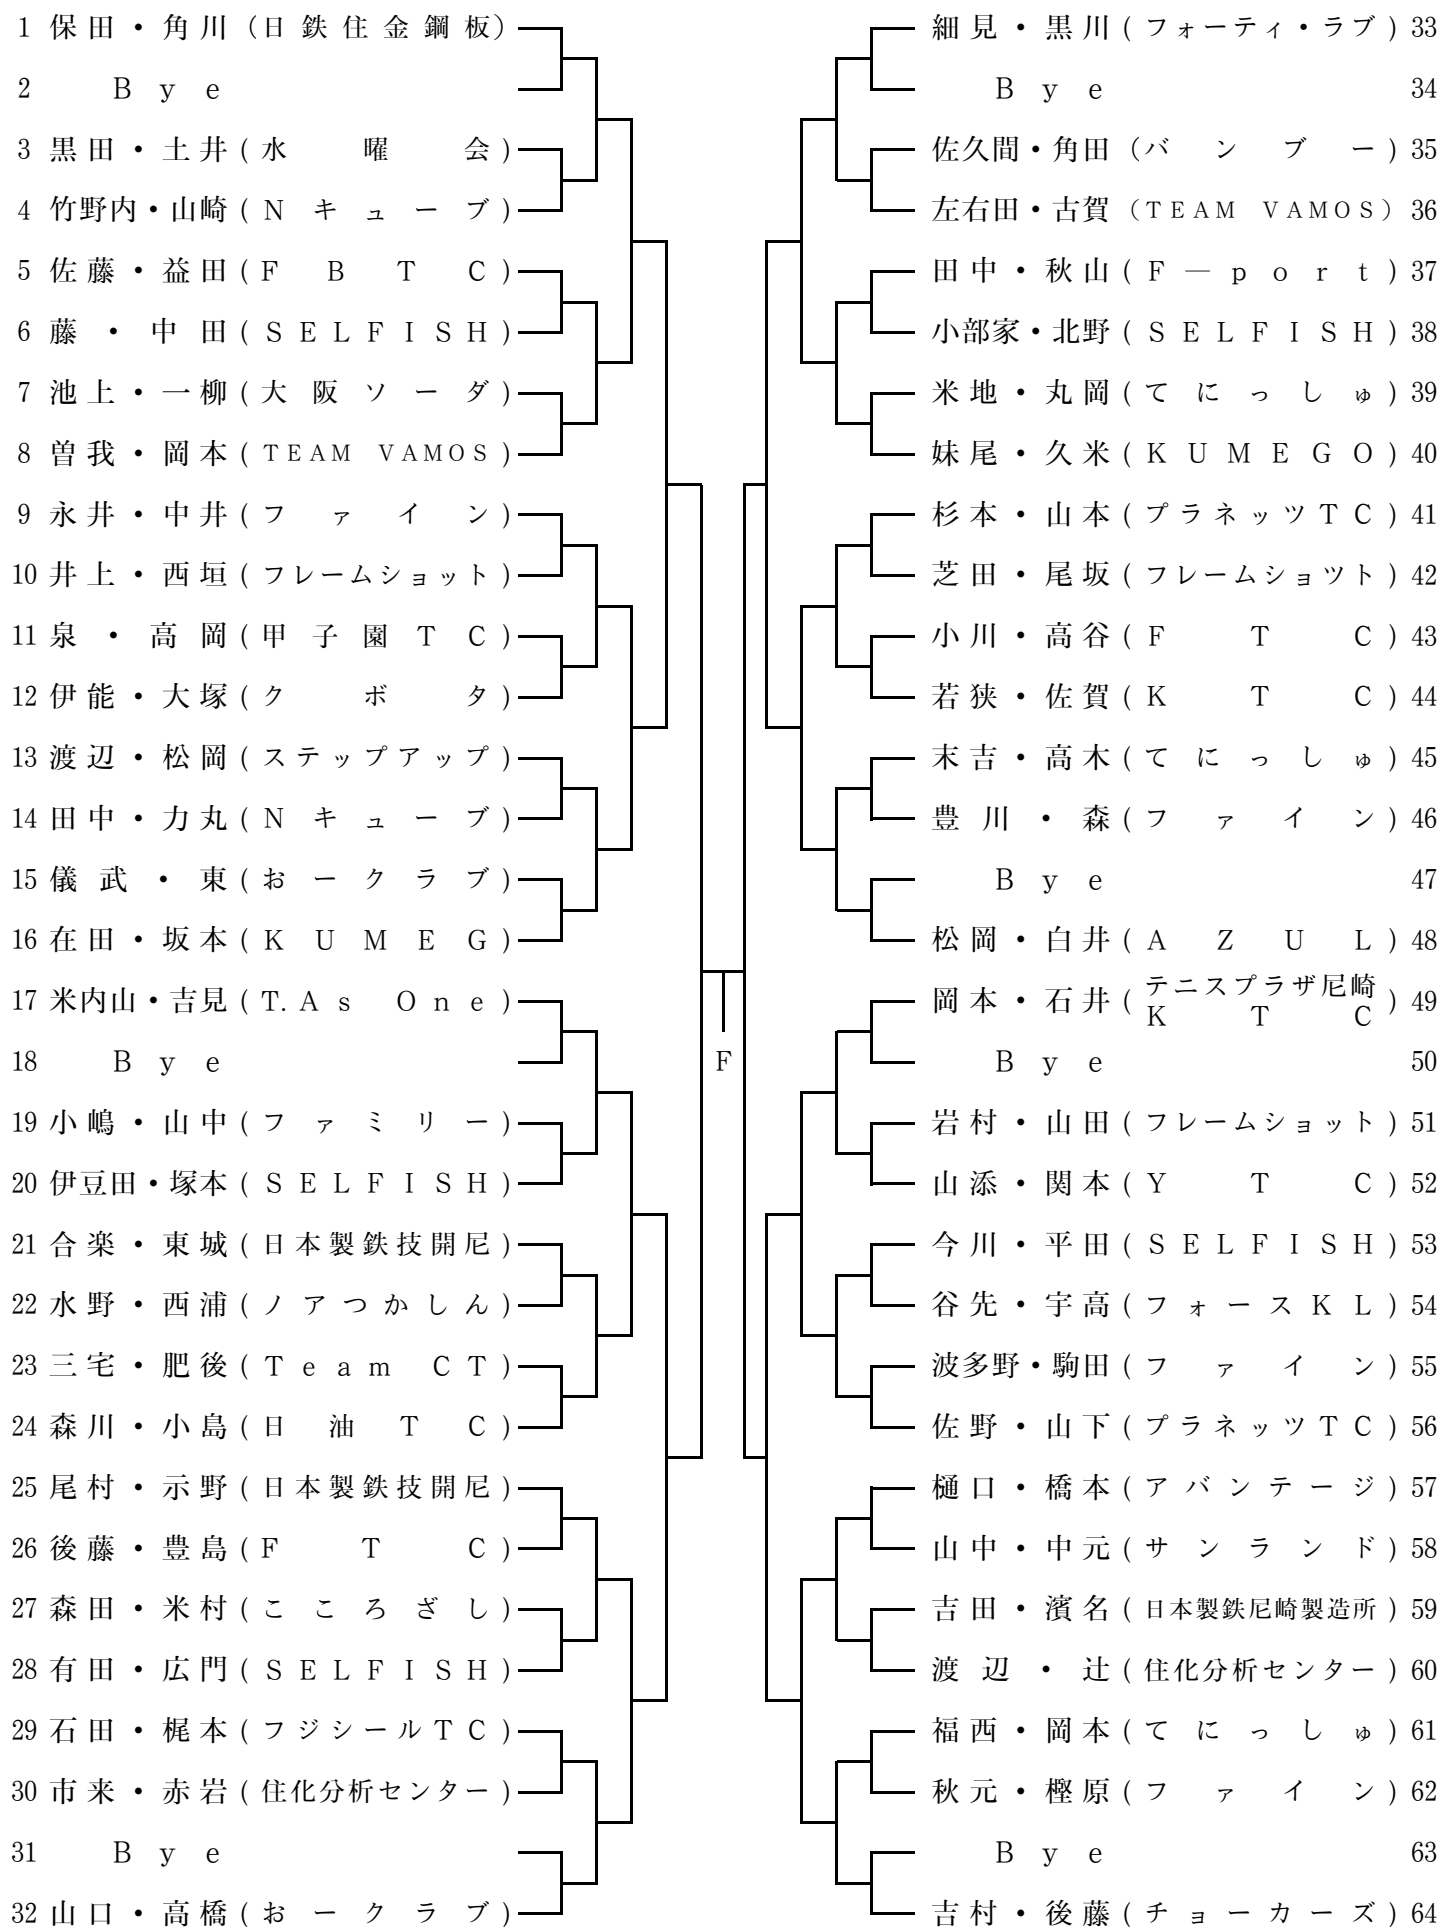 1 保田・角川（日鉄住金鋼板）
2 Bye
3 黒田・土井(水曜会)
4 竹野内・山崎(Nキューブ)
5 佐藤・益田(FBTC)
6 藤・中田(SELFISH)
7 池上・一柳(大阪ソーダ)
8 曽我・岡本(TEAM VAMOS)
9 永井・中井(ファイン)
10 井上・西垣(フレームショット)
11 泉・高岡(甲子園TC)
12 伊能・大塚(クボタ)
13 渡辺・松岡(ステップアップ)
14 田中・力丸(Nキューブ)
15 儀武・東(おークラブ)
16 在田・坂本(KUMEG)
17 米内山・吉見(T.As One)
18 Bye
19 小嶋・山中(ファミリー)
20 伊豆田・塚本(SELFISH)
21 合楽・東城(日本製鉄技開尼)
22 水野・西浦(ノアつかしん)
23 三宅・肥後(Team CT)
24 森川・小島(日油TC)
25 尾村・示野(日本製鉄技開尼)
26 後藤・豊島(FTC)
27 森田・米村(こころざし)
28 有田・広門(SELFISH)
29 石田・梶本(フジシールTC)
30 市来・赤岩(住化分析センター)
31 Bye
32 山口・高橋(おークラブ)
F
細見・黒川(フォーティ・ラブ) 33
Bye 34
佐久間・角田（バンブー) 35
左右田・古賀（TEAM VAMOS） 36
田中・秋山(F―port) 37
小部家・北野(SELFISH) 38
米地・丸岡(てにっしゅ) 39
妹尾・久米(KUMEGO) 40
杉本・山本(プラネッツTC) 41
芝田・尾坂(フレームショツト) 42
小川・高谷(FTC) 43
若狭・佐賀(KTC) 44
末吉・高木(てにっしゅ) 45
豊川・森(ファイン) 46
Bye 47
松岡・白井(AZUL) 48
岡本・石井(テニスプラザ尼崎
KTC) 49
Bye 50
岩村・山田(フレームショット) 51
山添・関本(YTC) 52
今川・平田(SELFISH) 53
谷先・宇高(フォースKL) 54
波多野・駒田(ファイン) 55
佐野・山下(プラネッツTC) 56
樋口・橋本(アバンテージ) 57
山中・中元(サンランド) 58
吉田・濱名(日本製鉄尼崎製造所) 59
渡辺・辻(住化分析センター) 60
福西・岡本(てにっしゅ) 61
秋元・樫原(ファイン) 62
Bye 63
吉村・後藤(チョーカーズ) 64